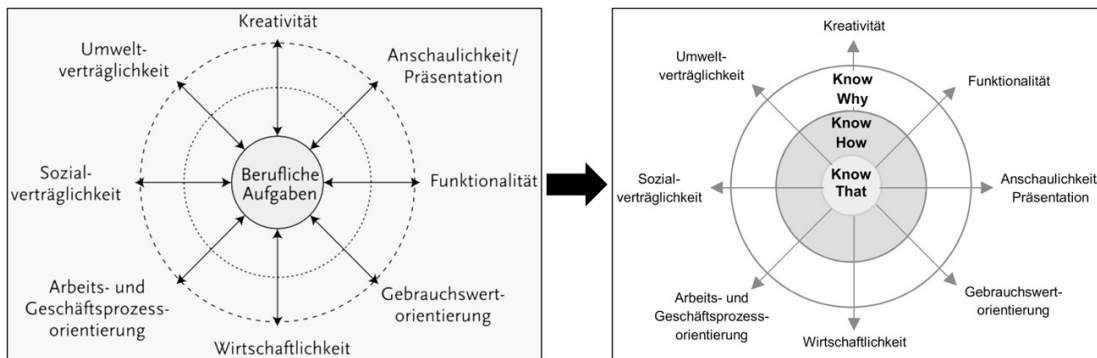 Kreativität
Umwelt-
verträglichkeit
Anschaulichkeit/
Präsentation
Sozial-
verträglichkeit
Berufliche
Aufgaben
Funktionalität
Arbeits- und
Geschäftsprozess-
orientierung
Gebrauchswert-
orientierung
Wirtschaftlichkeit
Kreativität
Umwelt-
verträglichkeit
Know
Why
Funktionalität
Know
How
Sozial-
verträglichkeit
Know
That
Anschaulichkeit
Präsentation
Arbeits- und
Geschäftsprozess-
orientierung
Gebrauchswert-
orientierung
Wirtschaftlichkeit